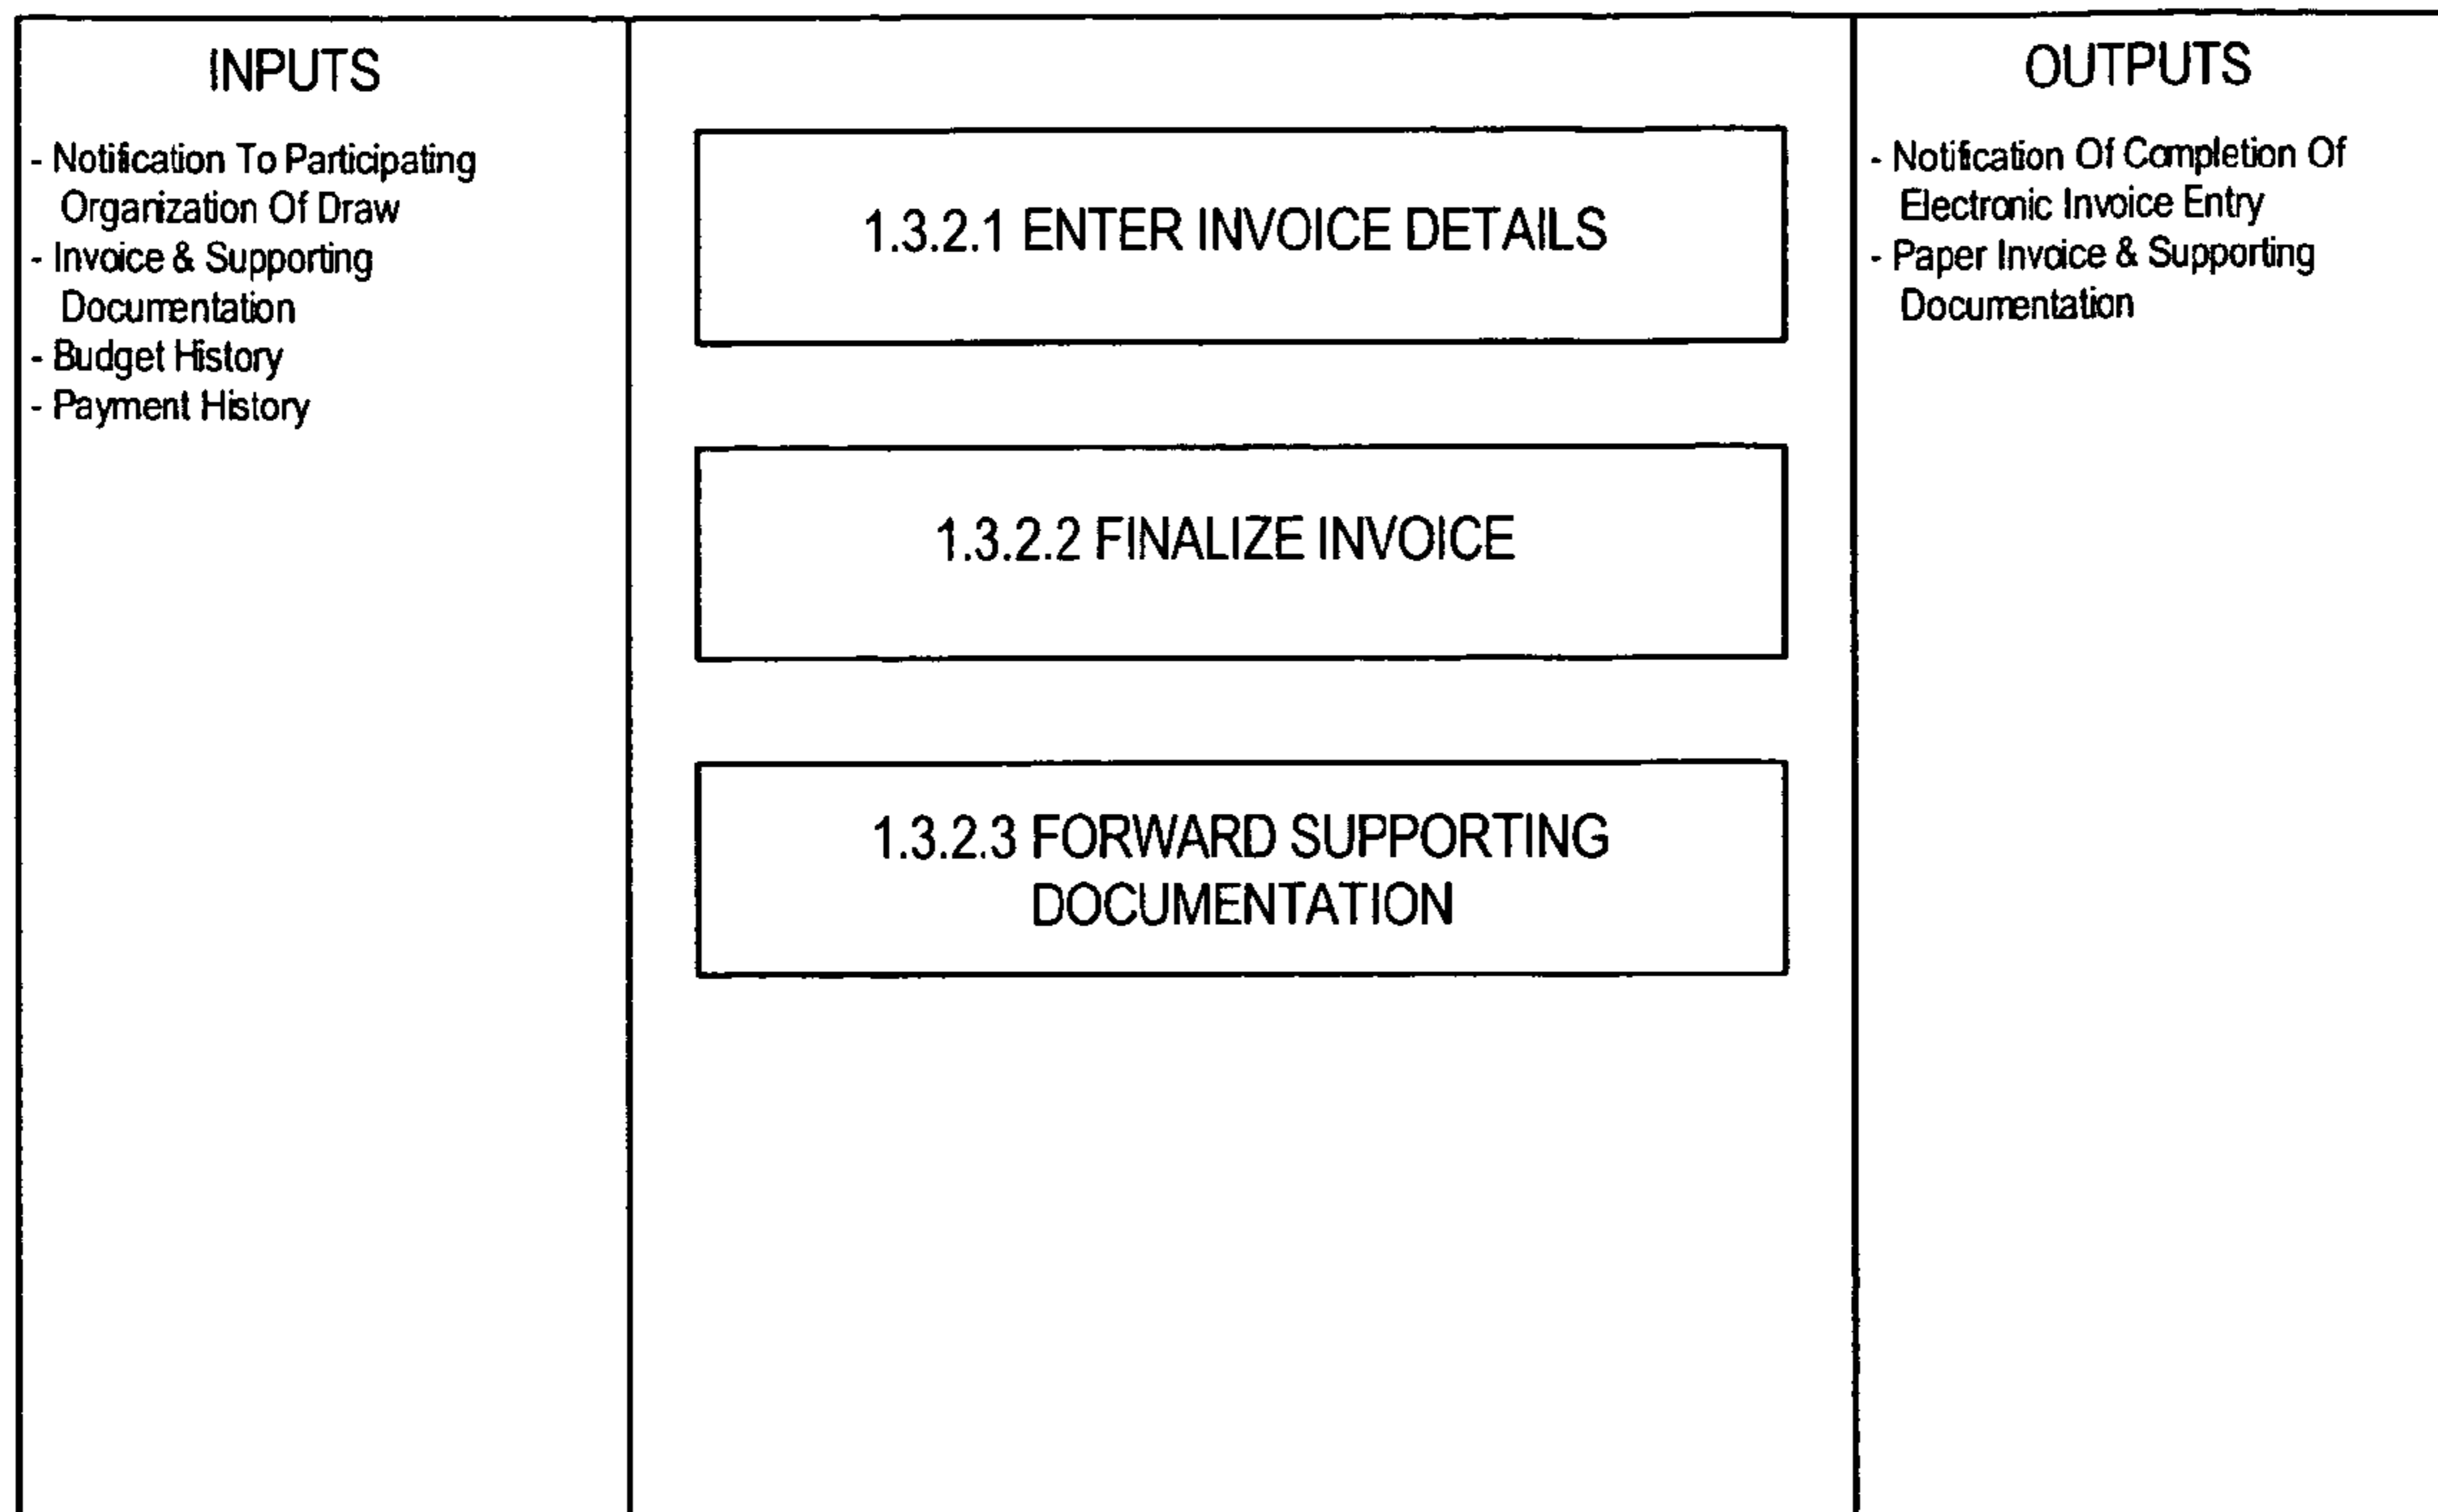 INPUTS
- Notification To Participating
Organization Of Draw
- Invoice & Supporting
Documentation
- Budget History
- Payment History
1.3.2.1 ENTER INVOICE DETAILS
1.3.2.2 FINALIZE INVOICE
1.3.2.3 FORWARD SUPPORTING
DOCUMENTATION
OUTPUTS
- Notification Of Completion Of
Electronic Invoice Entry
- Paper Invoice & Supporting
Documentation